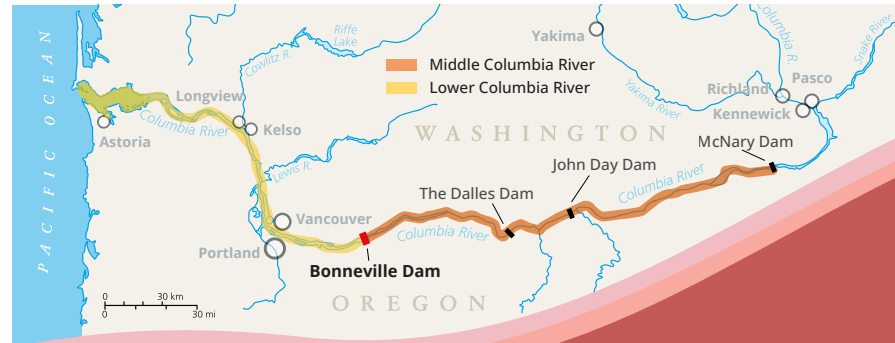 PACIFIC OCEAN
Riffe
Lake
Cowlitz R.
Yakima
Columbia R.
Snake River
Middle Columbia River
Lower Columbia River
Longview
Richland
Pasco
Yakima River
Kennewick
Columbia River
Kelso
Astoria
WASHINGTON
McNary Dam
John Day Dam
Lewis R.
Columbia River
The Dalles Dam
Vancouver
Columbia River
Portland
Bonneville Dam
OREGON
0 30 km
0 30 mi